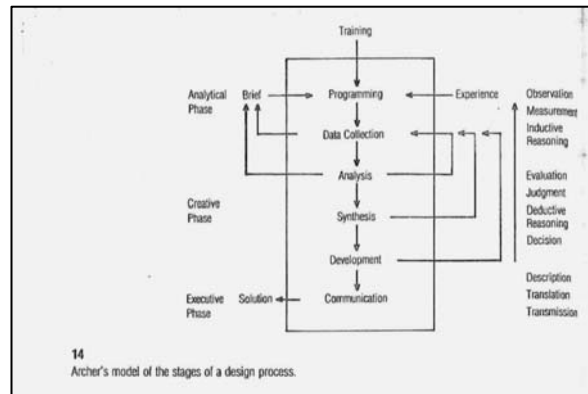 Training
Analytical Phase
Brief
Programming
Experience
Observation
Measurement
Inductive
Reasoning
Data Collection
Analysis
Evaluation
Judgment
Deductive
Reasoning
Decision
Creative
Phase
Synthesis
Development
Description
Translation
Transmission
Executive
Phase
Solution
Communication
14
Archer's model of the stages of a design process.